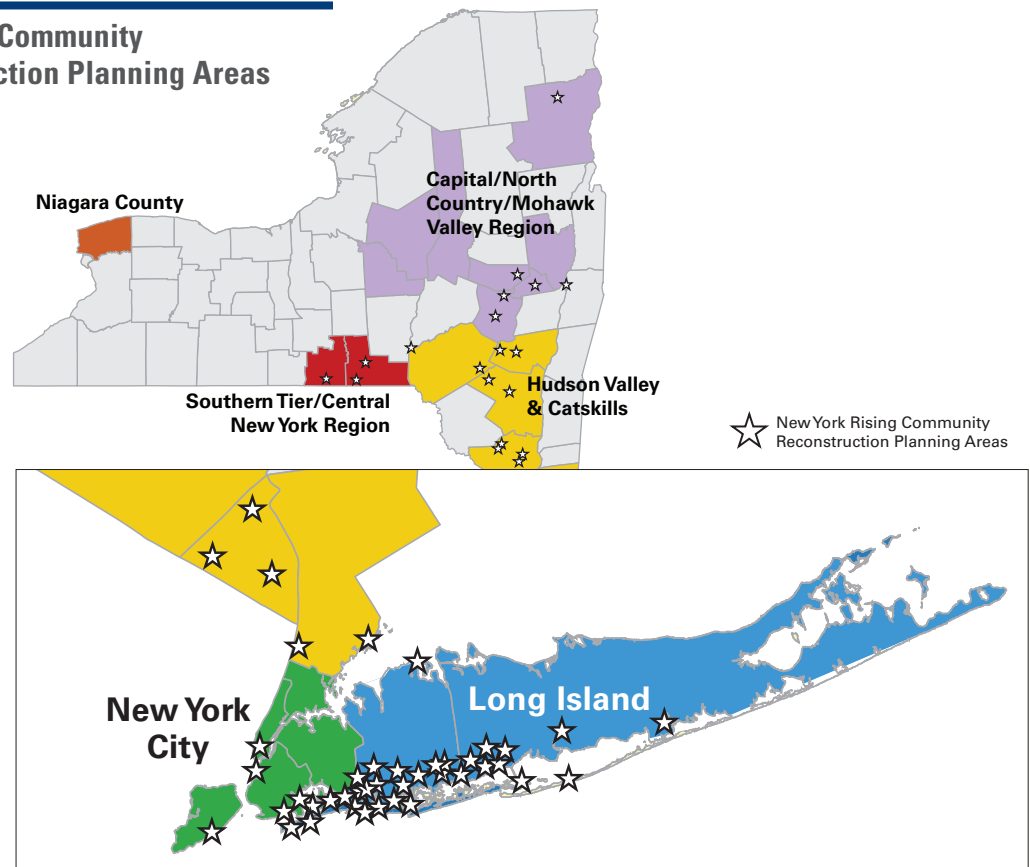 Community
ction Planning Areas
Niagara County
Capital/North
Country/Mohawk
Valley Region
Southern Tier/Central
New York Region
Hudson Valley
& Catskills
New York Rising Community
Reconstruction Planning Areas
New York
City
Long Island